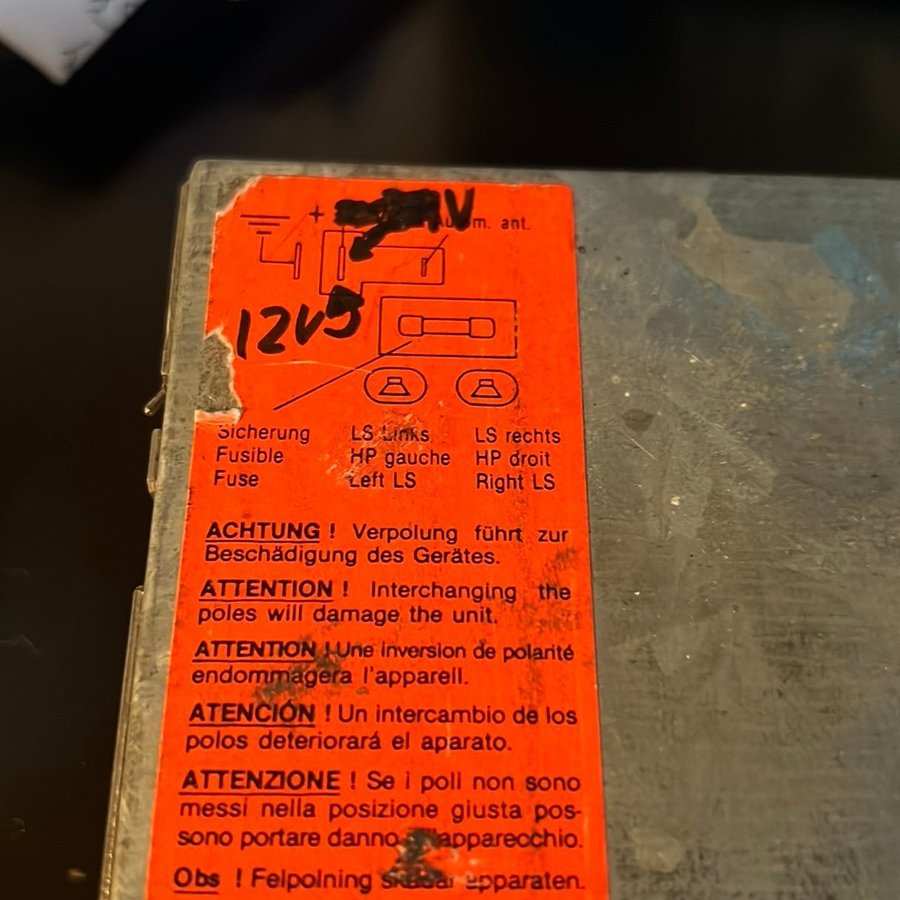 + V
Autom. ant.
12V5
Sicherung LS Links LS rechts
Fusible HP gauche HP droit
Fuse Left LS Right LS
ACHTUNG ! Verpolung führt zur
Beschädigung des Gerätes.
ATTENTION ! Interchanging the
poles will damage the unit.
ATTENTION ! Une inversion de polarité
endommagera l'appareil.
ATENCIÓN ! Un intercambio de los
polos deteriorará el aparato.
ATTENZIONE ! Se i poli non sono
messi nella posizione giusta pos-
sono portare danno apparecchio.
Obs ! Felpolning skadar apparaten.